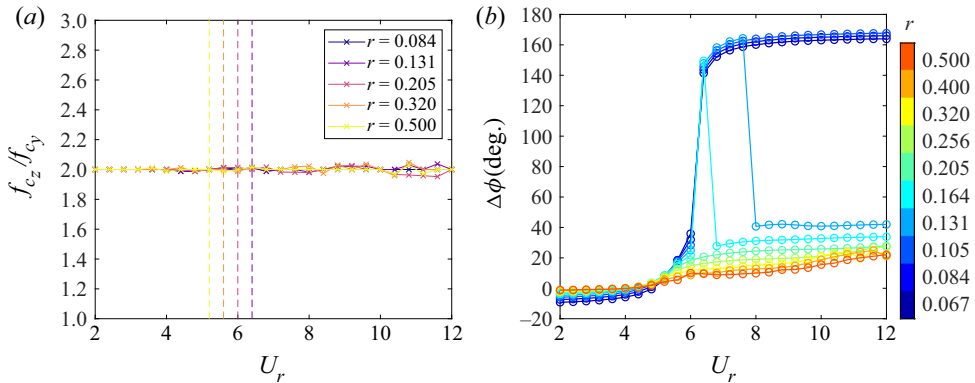 (a)
3.0
2.8
2.6
2.4
2.2
2.0
1.8
1.6
1.4
1.2
1.0
f_{c_z}/f_{c_y}
r = 0.084
r = 0.131
r = 0.205
r = 0.320
r = 0.500
2 4 6 8 10 12
U_r
(b)
180
160
140
120
100
80
60
40
20
0
–20
Δϕ(deg.)
2 4 6 8 10 12
U_r
r
0.500
0.400
0.320
0.256
0.205
0.164
0.131
0.105
0.084
0.067